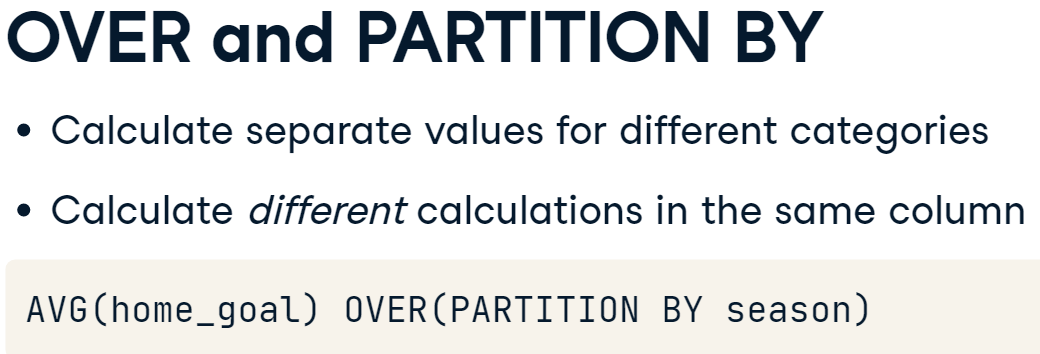 OVER and PARTITION BY
• Calculate separate values for different categories
• Calculate different calculations in the same column
AVG(home_goal) OVER(PARTITION BY season)